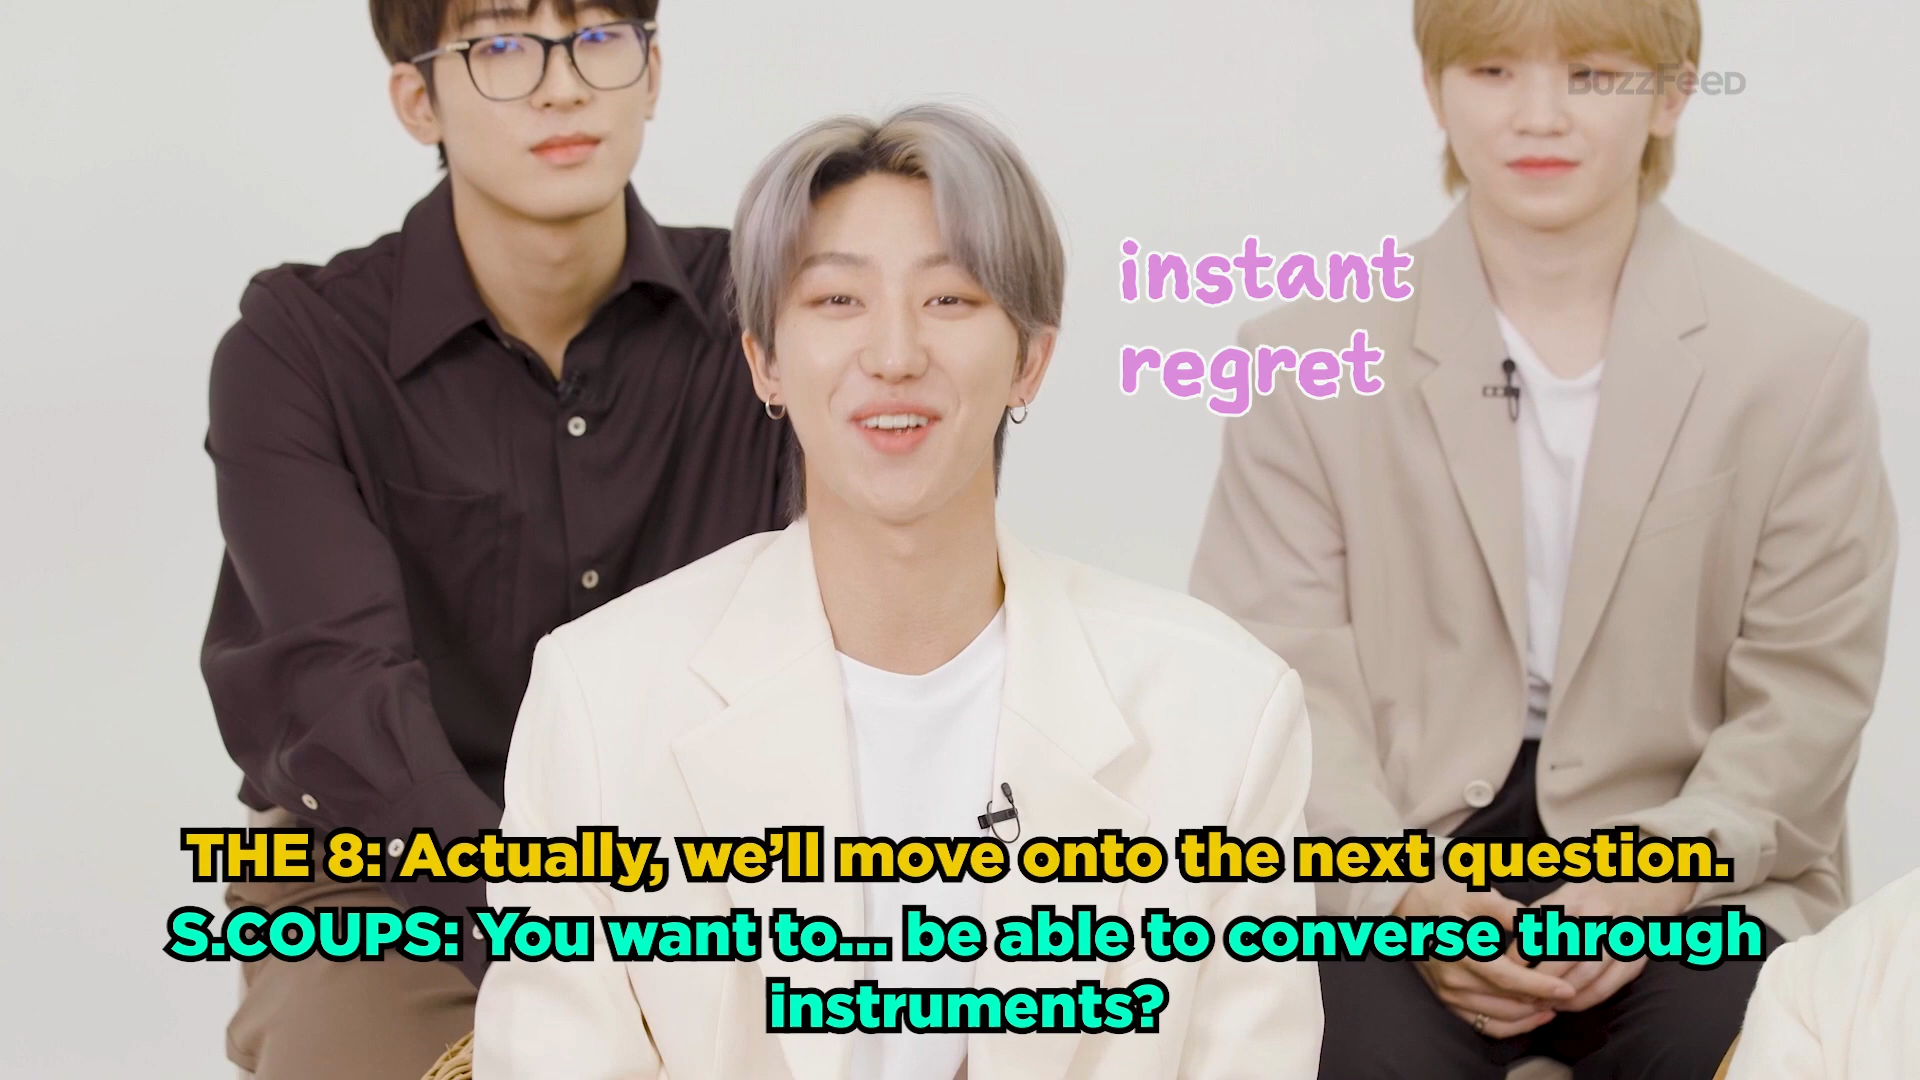 BuzzFeed
instant
regret
THE 8: Actually, we’ll move onto the next question.
S.COUPS: You want to... be able to converse through
instruments?